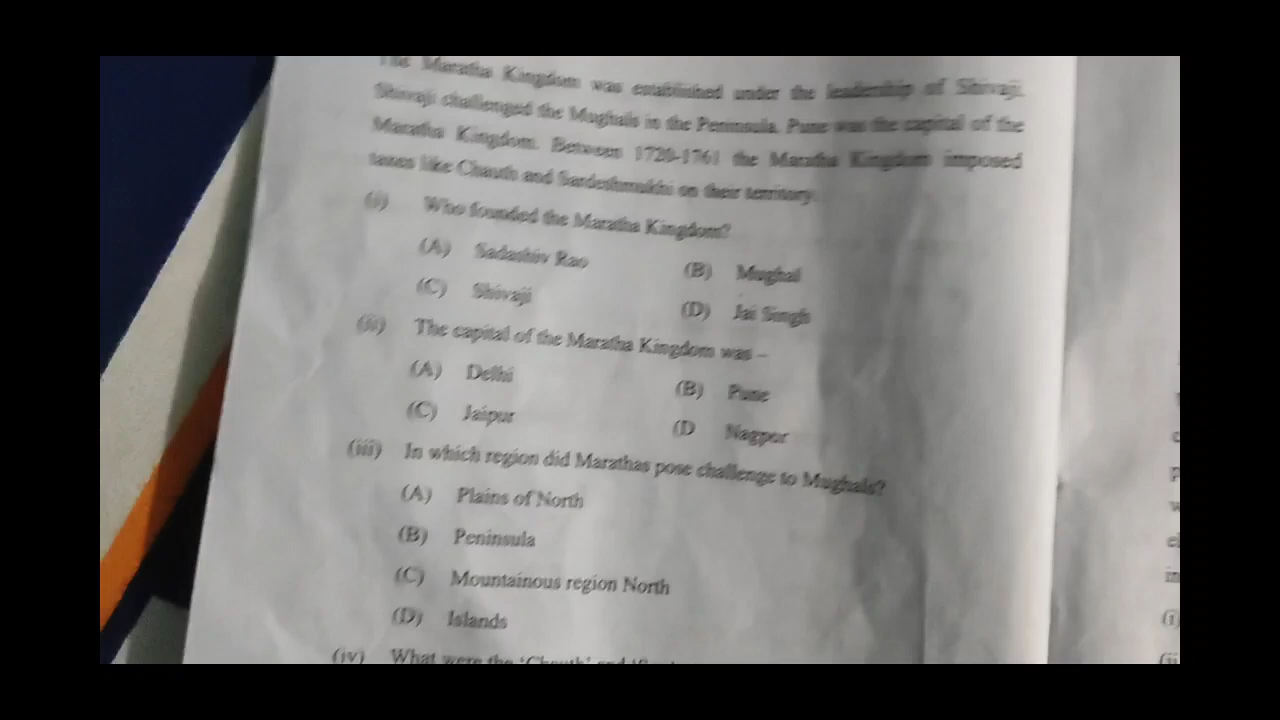 The Maratha Kingdom was established under the leadership of Shivaji.
Shivaji challenged the Mughals in the Peninsula. Pune was the capital of the
Maratha Kingdom. Between 1720-1761 the Maratha Kingdom imposed
taxes like Chauth and Sardeshmukhi on their territory.
(i) Who founded the Maratha Kingdom?
(A) Sadashiv Rao (B) Mughal
(C) Shivaji (D) Jai Singh
(ii) The capital of the Maratha Kingdom was –
(A) Delhi (B) Pune
(C) Jaipur (D Nagpur
(iii) In which region did Marathas pose challenge to Mughals?
(A) Plains of North
(B) Peninsula
(C) Mountainous region North
(D) Islands
(iv) What were the 'Chauth' and
(i)
(ii